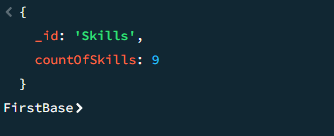 < {
_id: 'Skills',
countOfSkills: 9
}
FirstBase>